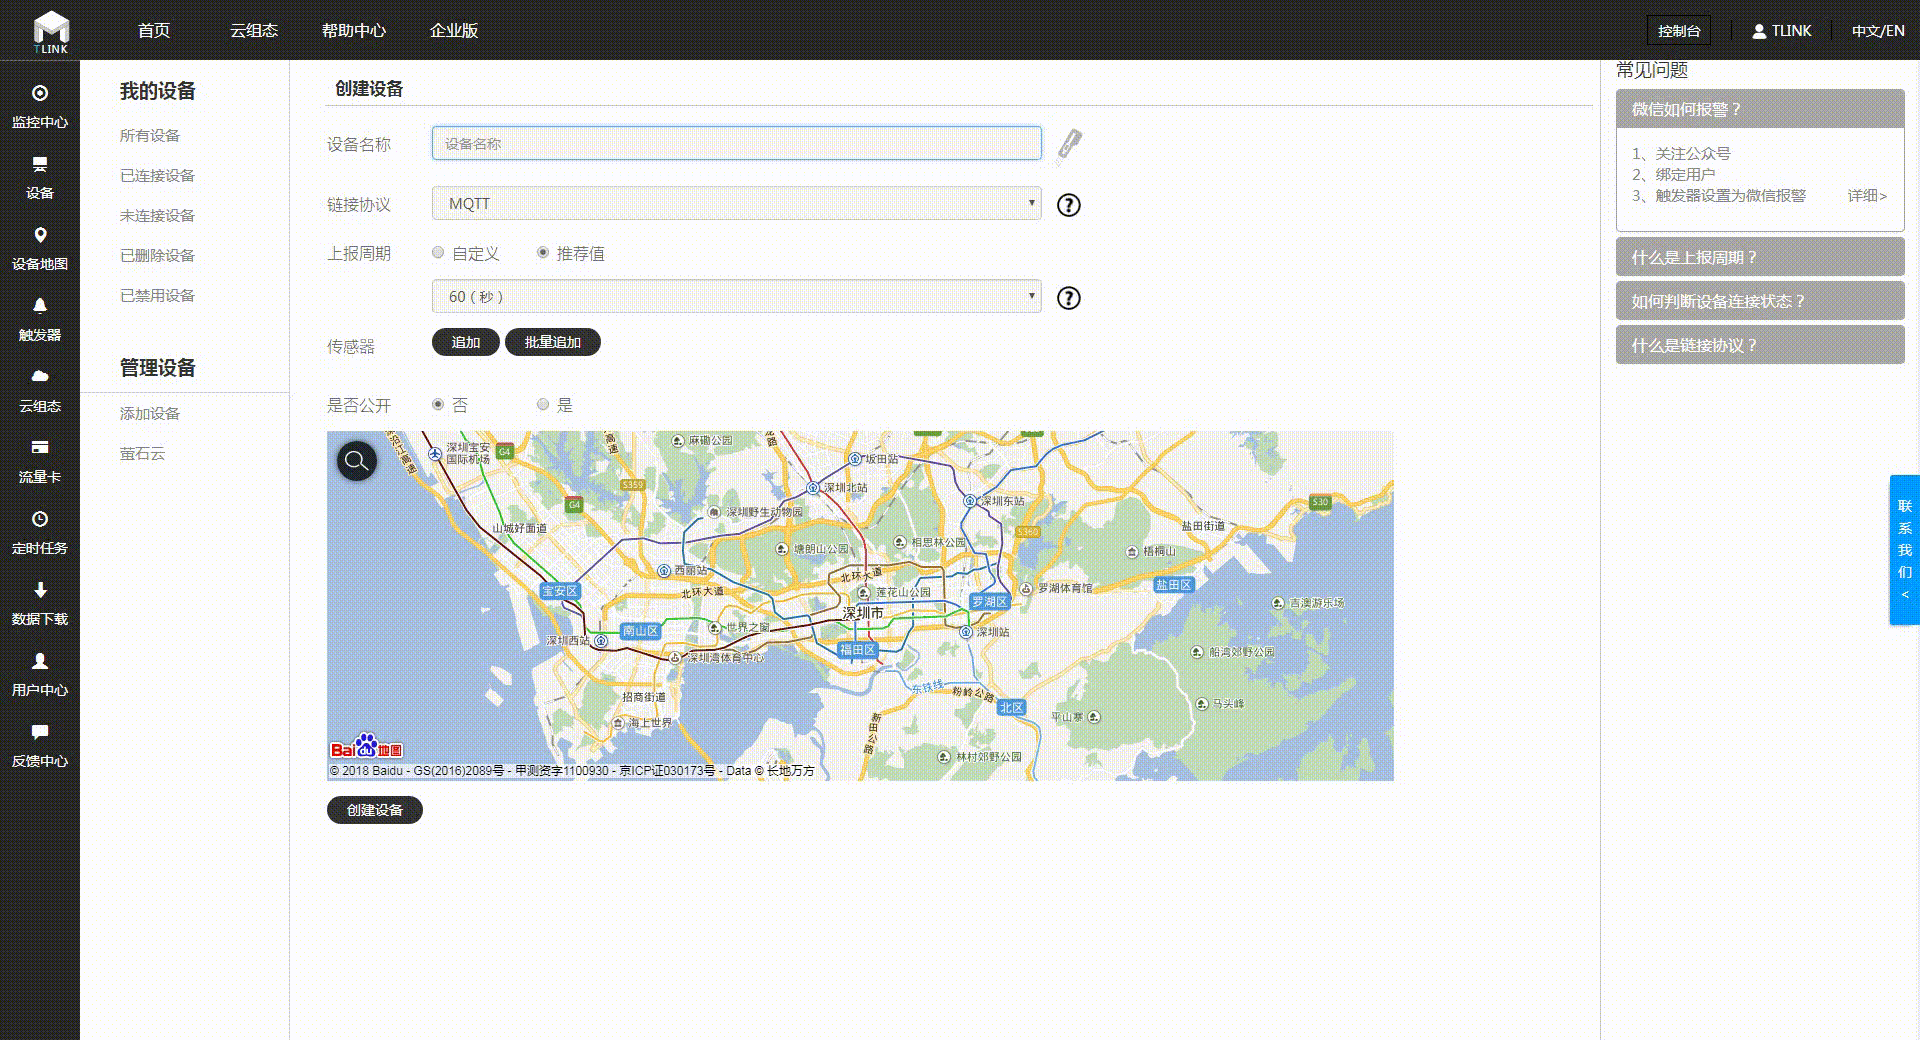 TLINK
首页
云组态
帮助中心
企业版
控制台
TLINK
中文/EN
监控中心
设备
设备地图
触发器
云组态
流量卡
定时任务
数据下载
用户中心
反馈中心
我的设备
所有设备
已连接设备
未连接设备
已删除设备
已禁用设备
管理设备
添加设备
萤石云
创建设备
设备名称
设备名称
链接协议
MQTT
上报周期
自定义
推荐值
60（秒）
传感器
追加
批量追加
是否公开
否
是
沿江高速
深圳宝安
国际机场
G4
高速
麻磡公园
龙路
坂田站
S359
G4
深圳北站
深圳东站
S30
深圳野生动物园
山城好面道
盐田街道
S360
塘朗山公园
相思林公园
梧桐山
西丽站
北环大道
宝安区
北环大道
莲花山公园
罗湖体育馆
盐田区
罗湖区
深圳市
吉澳游乐场
南山区
世界之窗
深圳西站
深圳站
福田区
深圳湾体育中心
船湾郊野公园
东铁线
粉岭公路
招商街道
北区
马头峰
新田公路
平山寨
海上世界
林村郊野公园
Bai du 地图
© 2018 Baidu - GS(2016)2089号 - 甲测资字1100930 - 京ICP证030173号 - Data © 长地万方
创建设备
常见问题
微信如何报警？
1、关注公众号
2、绑定用户
3、触发器设置为微信报警
详细>
什么是上报周期？
如何判断设备连接状态？
什么是链接协议？
联系我们
<